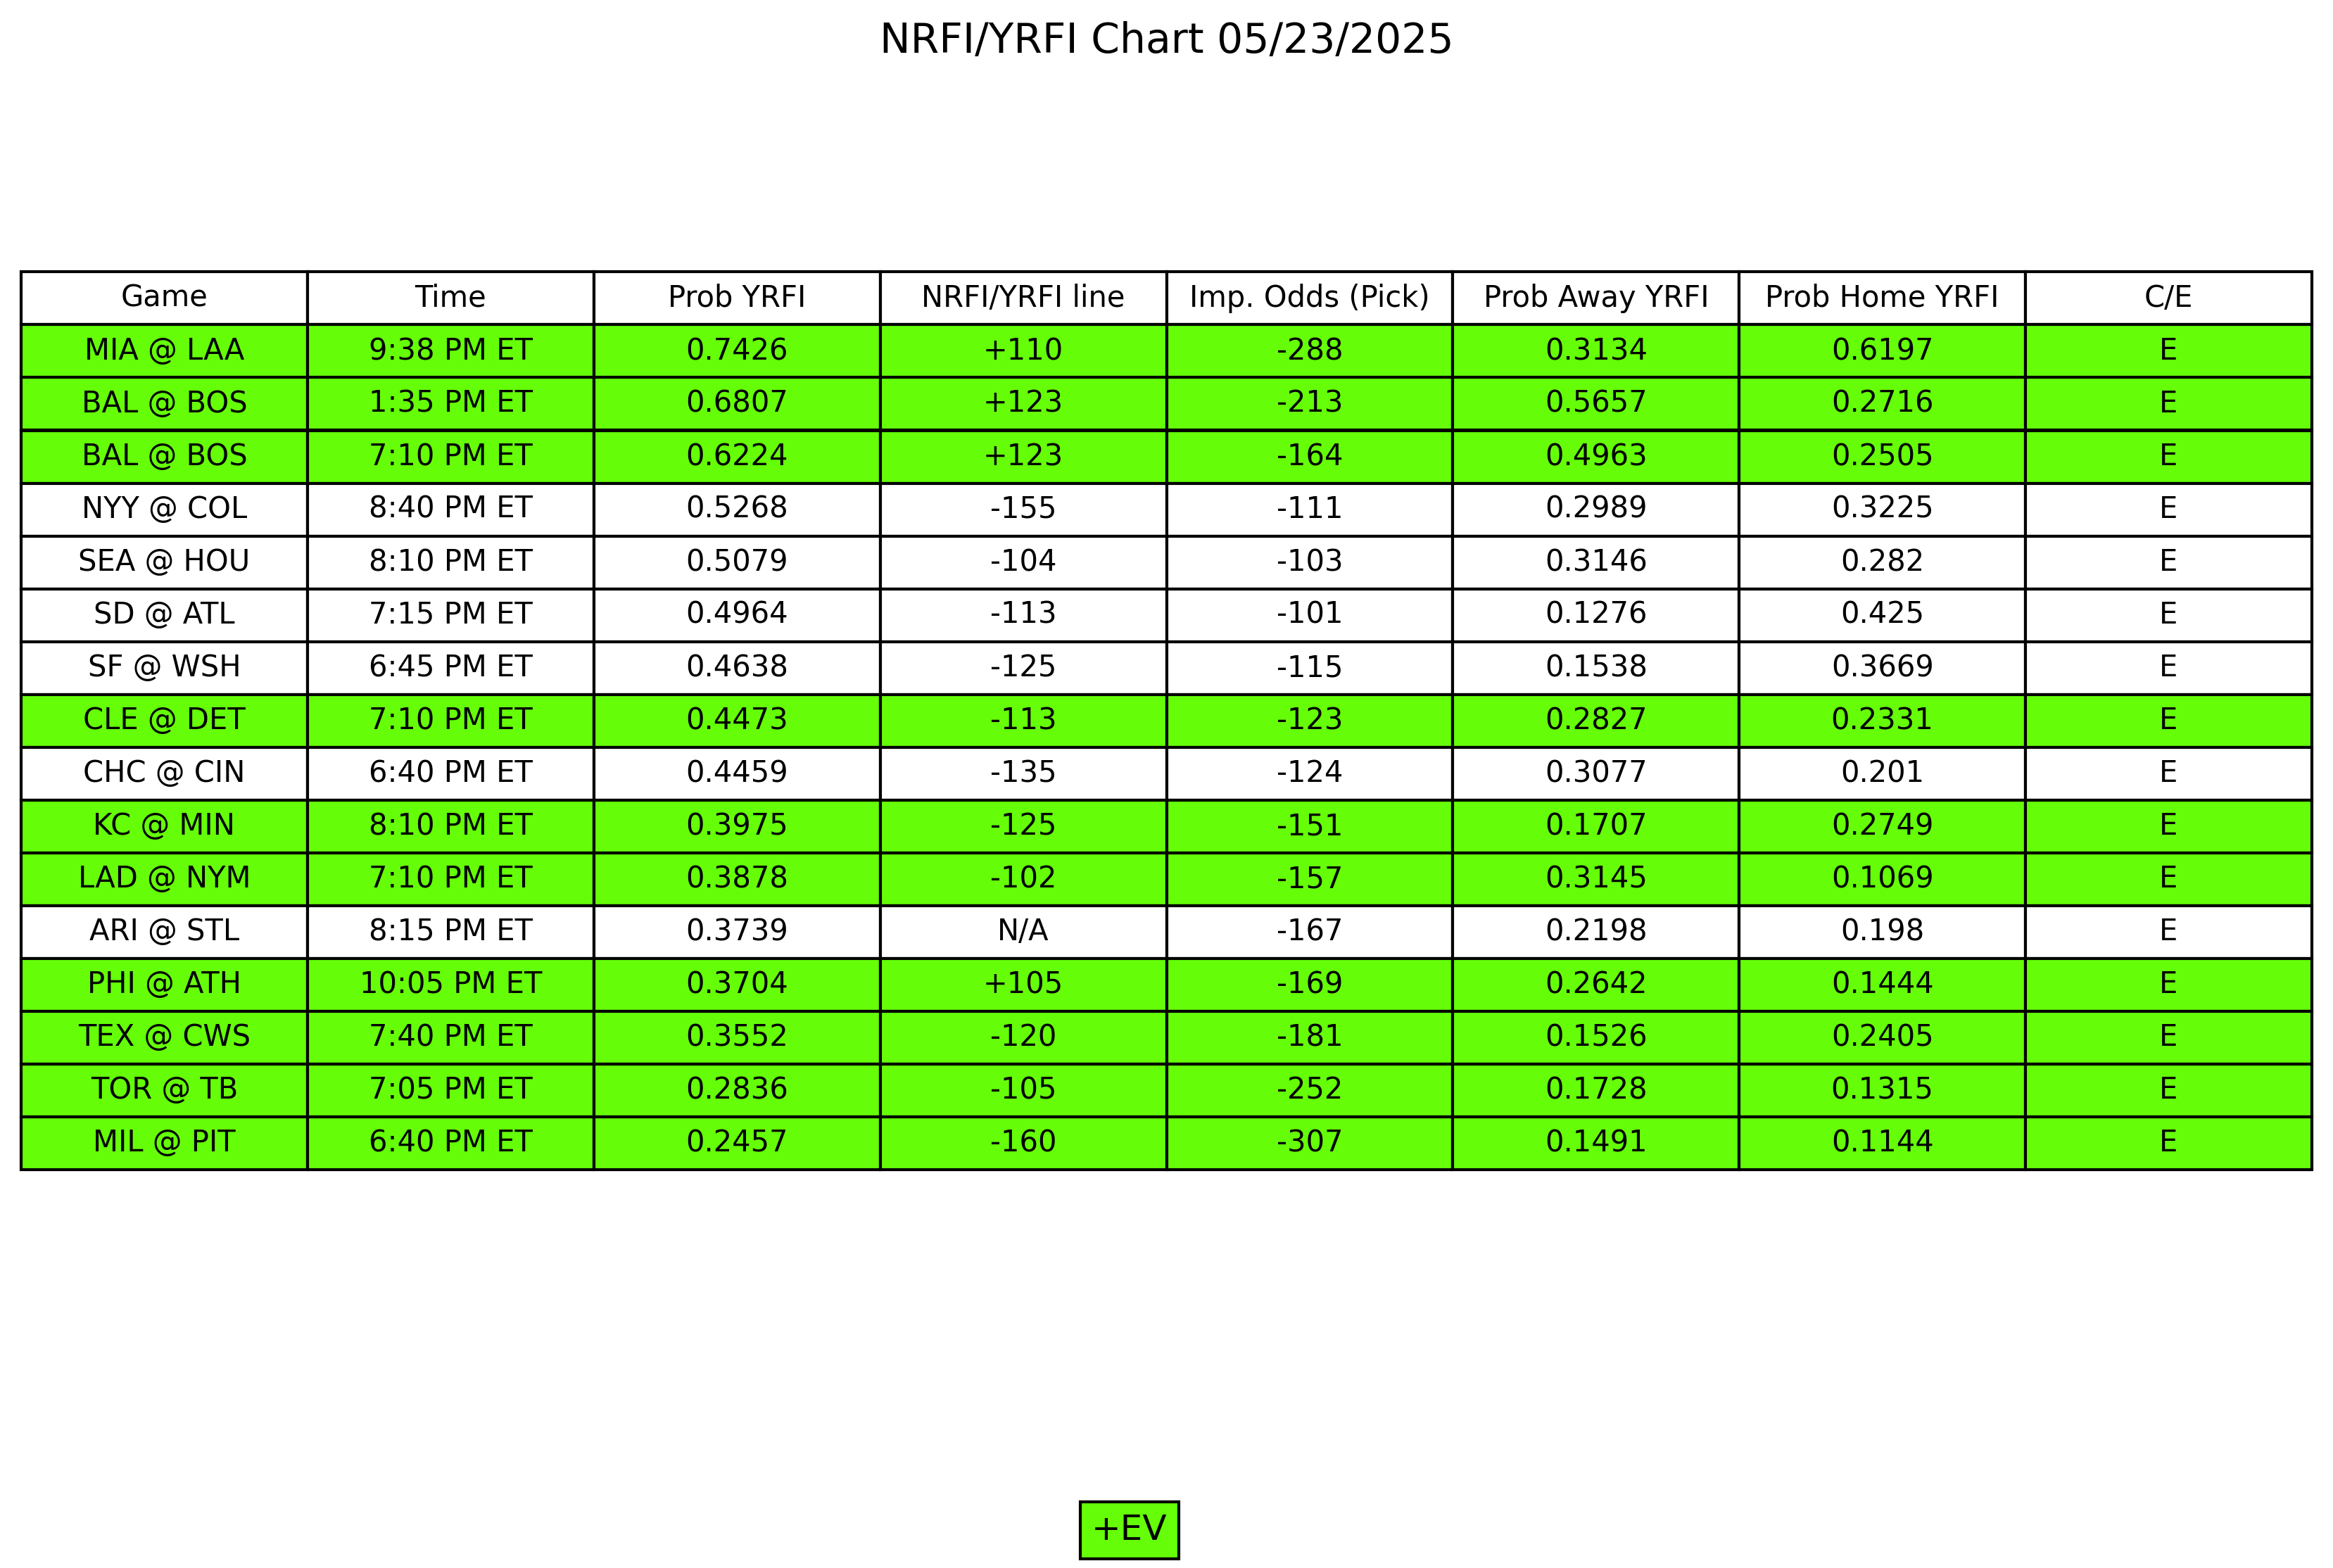 NRFI/YRFI Chart 05/23/2025
Game Time Prob YRFI NRFI/YRFI line Imp. Odds (Pick) Prob Away YRFI Prob Home YRFI C/E
MIA @ LAA 9:38 PM ET 0.7426 +110 -288 0.3134 0.6197 E
BAL @ BOS 1:35 PM ET 0.6807 +123 -213 0.5657 0.2716 E
BAL @ BOS 7:10 PM ET 0.6224 +123 -164 0.4963 0.2505 E
NYY @ COL 8:40 PM ET 0.5268 -155 -111 0.2989 0.3225 E
SEA @ HOU 8:10 PM ET 0.5079 -104 -103 0.3146 0.282 E
SD @ ATL 7:15 PM ET 0.4964 -113 -101 0.1276 0.425 E
SF @ WSH 6:45 PM ET 0.4638 -125 -115 0.1538 0.3669 E
CLE @ DET 7:10 PM ET 0.4473 -113 -123 0.2827 0.2331 E
CHC @ CIN 6:40 PM ET 0.4459 -135 -124 0.3077 0.201 E
KC @ MIN 8:10 PM ET 0.3975 -125 -151 0.1707 0.2749 E
LAD @ NYM 7:10 PM ET 0.3878 -102 -157 0.3145 0.1069 E
ARI @ STL 8:15 PM ET 0.3739 N/A -167 0.2198 0.198 E
PHI @ ATH 10:05 PM ET 0.3704 +105 -169 0.2642 0.1444 E
TEX @ CWS 7:40 PM ET 0.3552 -120 -181 0.1526 0.2405 E
TOR @ TB 7:05 PM ET 0.2836 -105 -252 0.1728 0.1315 E
MIL @ PIT 6:40 PM ET 0.2457 -160 -307 0.1491 0.1144 E
+EV